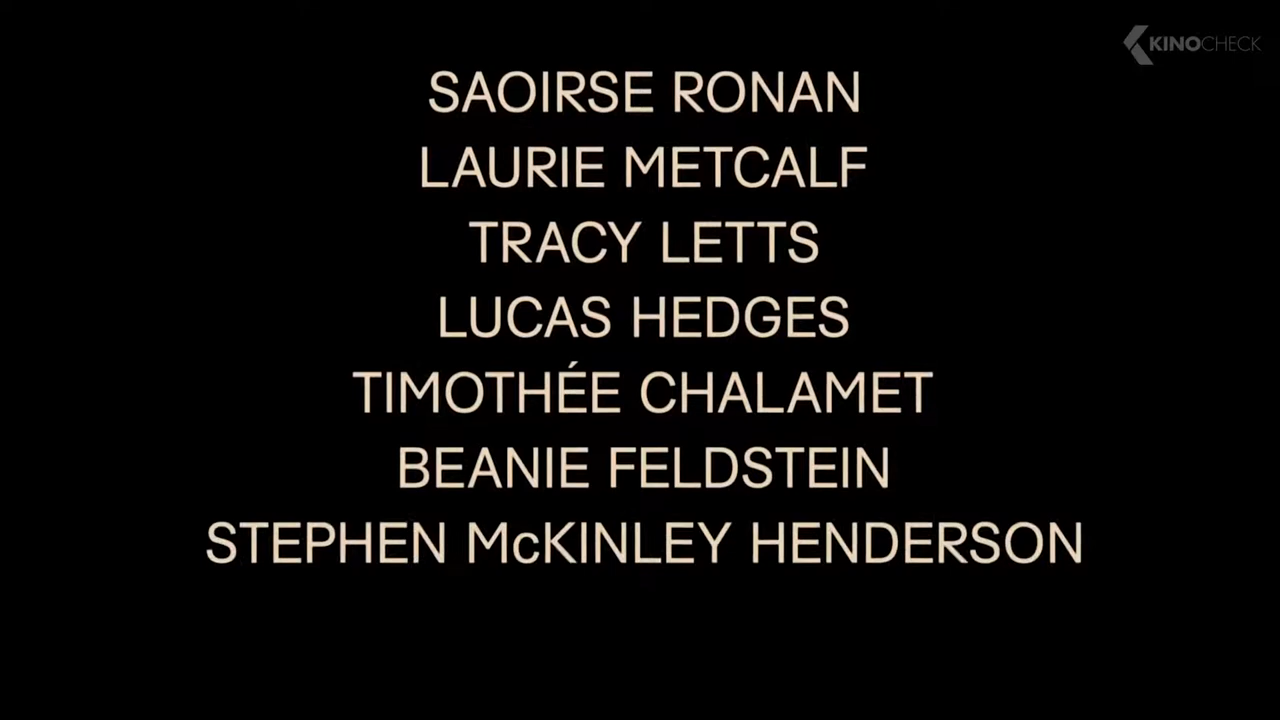 KINOCHECK
SAOIRSE RONAN
LAURIE METCALF
TRACY LETTS
LUCAS HEDGES
TIMOTHÉE CHALAMET
BEANIE FELDSTEIN
STEPHEN McKINLEY HENDERSON